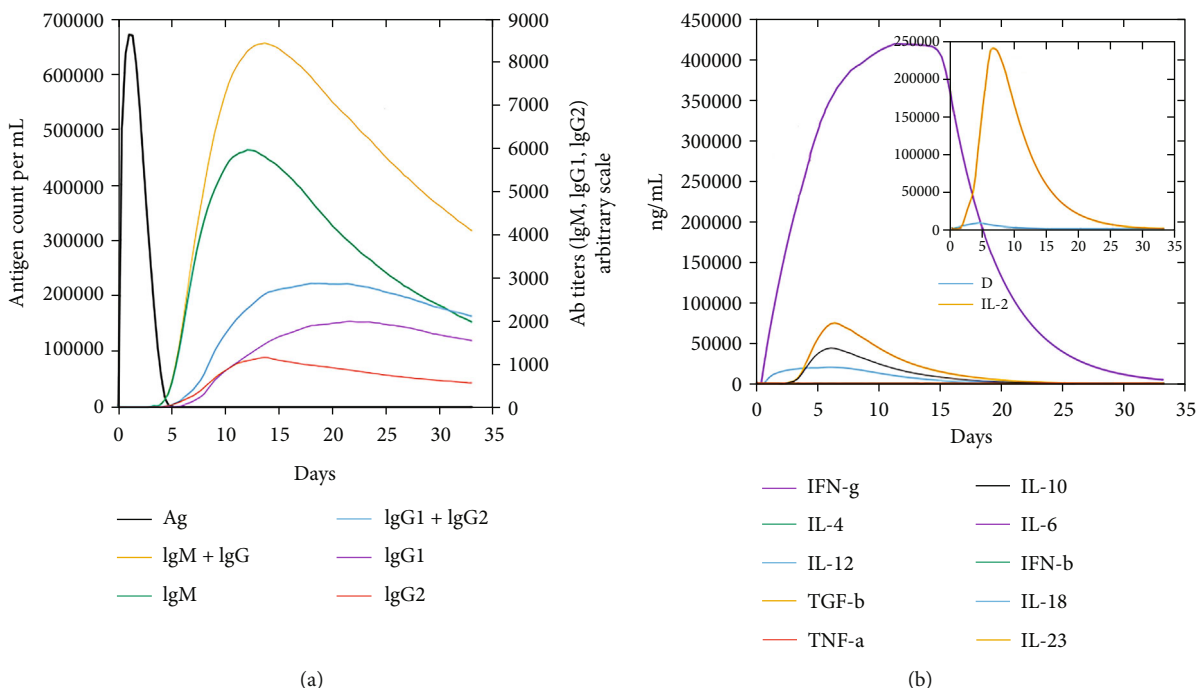 700000
600000
500000
400000
300000
200000
100000
0
Antigen count per mL
9000
8000
7000
6000
5000
4000
3000
2000
1000
0
Ab titers (lgM, lgG1, lgG2)
arbitrary scale
0 5 10 15 20 25 30 35
Days
Ag
lgM + lgG
lgM
lgG1 + lgG2
lgG1
lgG2
(a)
450000
400000
350000
300000
250000
200000
150000
100000
50000
0
ng/mL
0 5 10 15 20 25 30 35
Days
250000
200000
150000
100000
50000
0
0 5 10 15 20 25 30 35
D
IL-2
IFN-g
IL-4
IL-12
TGF-b
TNF-a
IL-10
IL-6
IFN-b
IL-18
IL-23
(b)